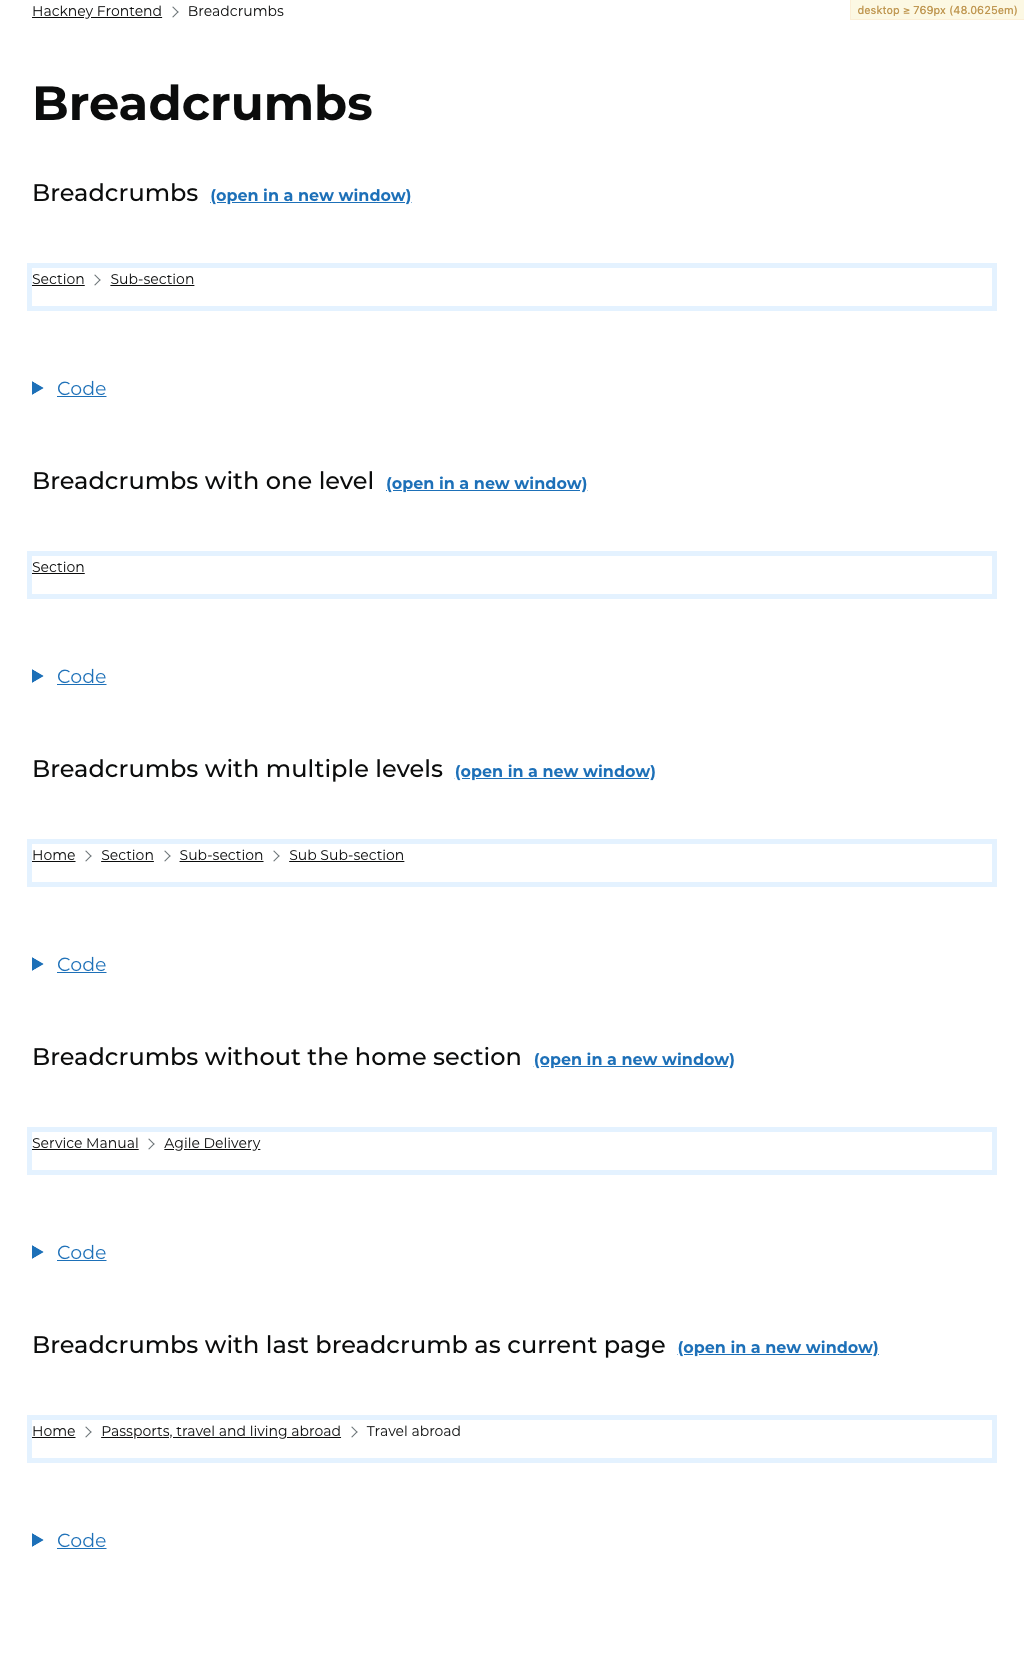 Hackney Frontend Breadcrumbs
desktop ≥ 769px (48.0625em)
Breadcrumbs
Breadcrumbs (open in a new window)
Section Sub-section
Code
Breadcrumbs with one level (open in a new window)
Section
Code
Breadcrumbs with multiple levels (open in a new window)
Home Section Sub-section Sub Sub-section
Code
Breadcrumbs without the home section (open in a new window)
Service Manual Agile Delivery
Code
Breadcrumbs with last breadcrumb as current page (open in a new window)
Home Passports, travel and living abroad Travel abroad
Code